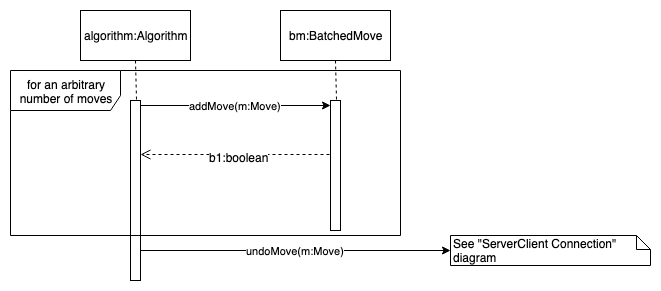 algorithm:Algorithm
bm:BatchedMove
for an arbitrary
number of moves
addMove(m:Move)
b1:boolean
undoMove(m:Move)
See "ServerClient Connection"
diagram